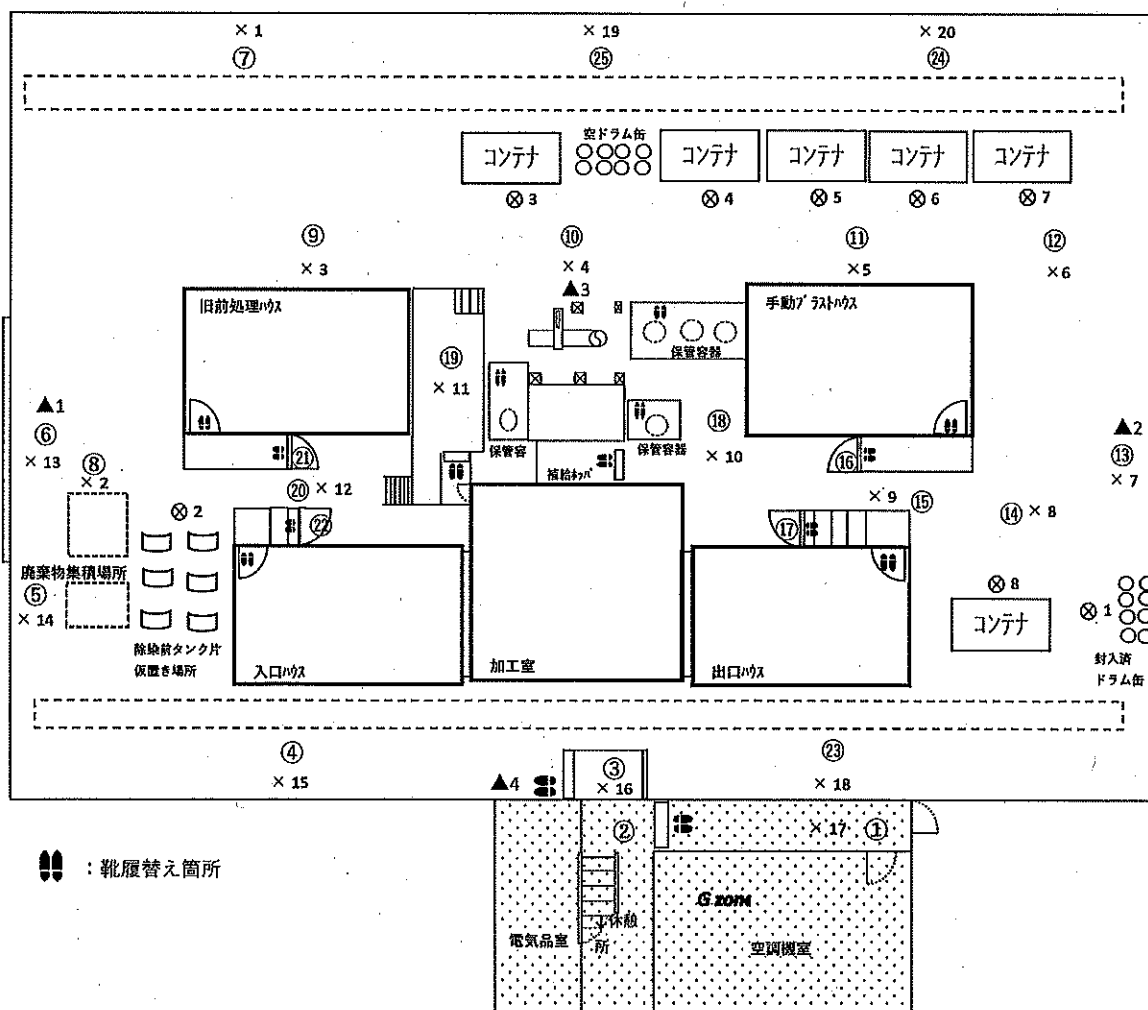 × 1
× 19
× 20
⑦
㉕
㉔
空ドラム缶
コンテナ
コンテナ
コンテナ
コンテナ
コンテナ
⊗ 3
⊗ 4
⊗ 5
⊗ 6
⊗ 7
⑨
⑩
⑪
⑫
× 3
× 4
× 5
× 6
▲3
旧前処理ハウス
手動ブラストハウス
保管容器
⑲
× 11
▲1
⑥
× 13
⑧
× 2
⑱
× 10
▲2
⑬
× 7
保管容
保管容器
補給ホッパ
㉑
⑯
⑳
× 12
× 9
⑮
⑭ × 8
⊗ 2
㉒
⑰
廃棄物集積場所
⑤
× 14
⊗ 8
⊗ 1
コンテナ
除染前タンク片
仮置き場所
入口ハウス
加工室
出口ハウス
封入済
ドラム缶
④
× 15
▲4
③
× 16
㉓
× 18
②
× 17
①
：靴履替え箇所
G zone
電気品室
休憩
所
空調機室